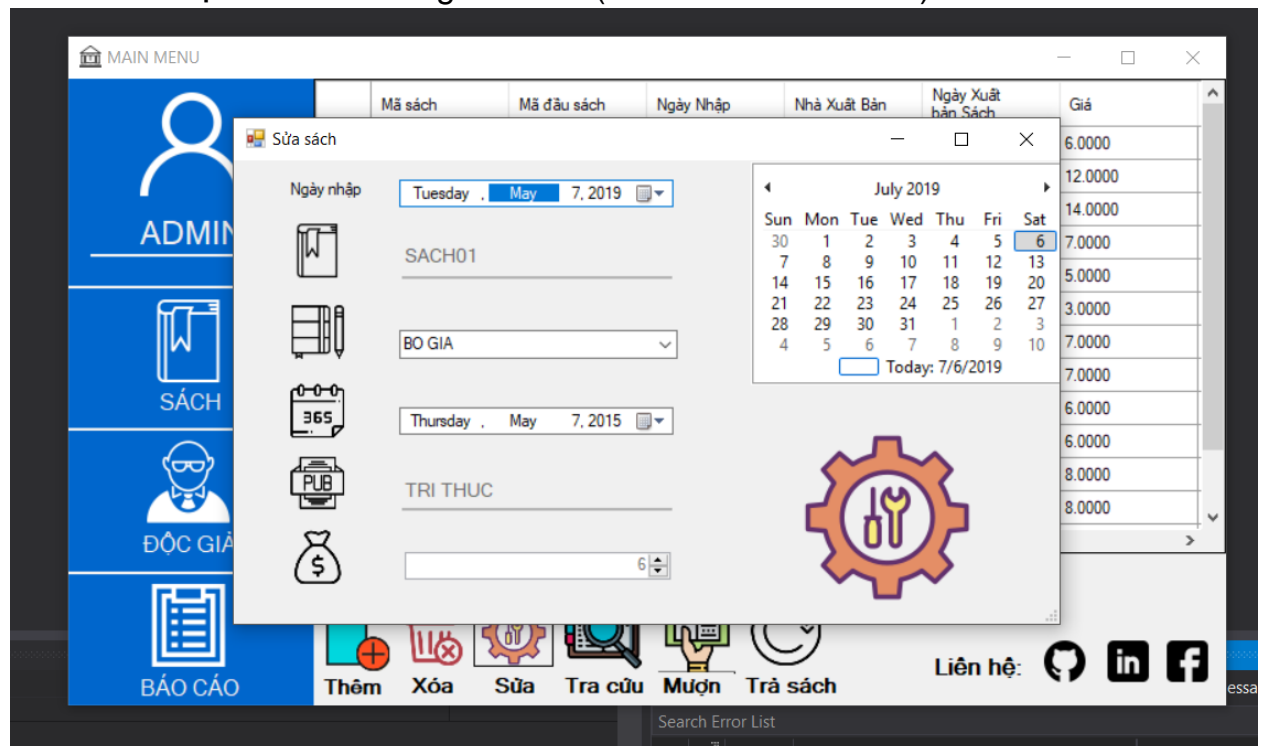 MAIN MENU
Mã sách Mã đầu sách Ngày Nhập Nhà Xuất Bản Ngày Xuất bản Sách Giá
Sửa sách
6.0000
12.0000
14.0000
7.0000
5.0000
3.0000
7.0000
7.0000
6.0000
6.0000
8.0000
8.0000
Ngày nhập
Tuesday , May 7, 2019
SACH01
BO GIA
365
Thursday , May 7, 2015
PUB
TRI THUC
$
6
July 2019
Sun Mon Tue Wed Thu Fri Sat
30 1 2 3 4 5 6
7 8 9 10 11 12 13
14 15 16 17 18 19 20
21 22 23 24 25 26 27
28 29 30 31 1 2 3
4 5 6 7 8 9 10
Today: 7/6/2019
ADMIN
SÁCH
ĐỘC GIẢ
BÁO CÁO
Thêm Xóa Sửa Tra cứu Mượn Trả sách
Liên hệ:
in
Search Error List